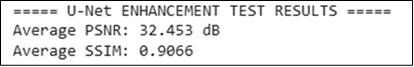 ===== U-Net ENHANCEMENT TEST RESULTS =====
Average PSNR: 32.453 dB
Average SSIM: 0.9066